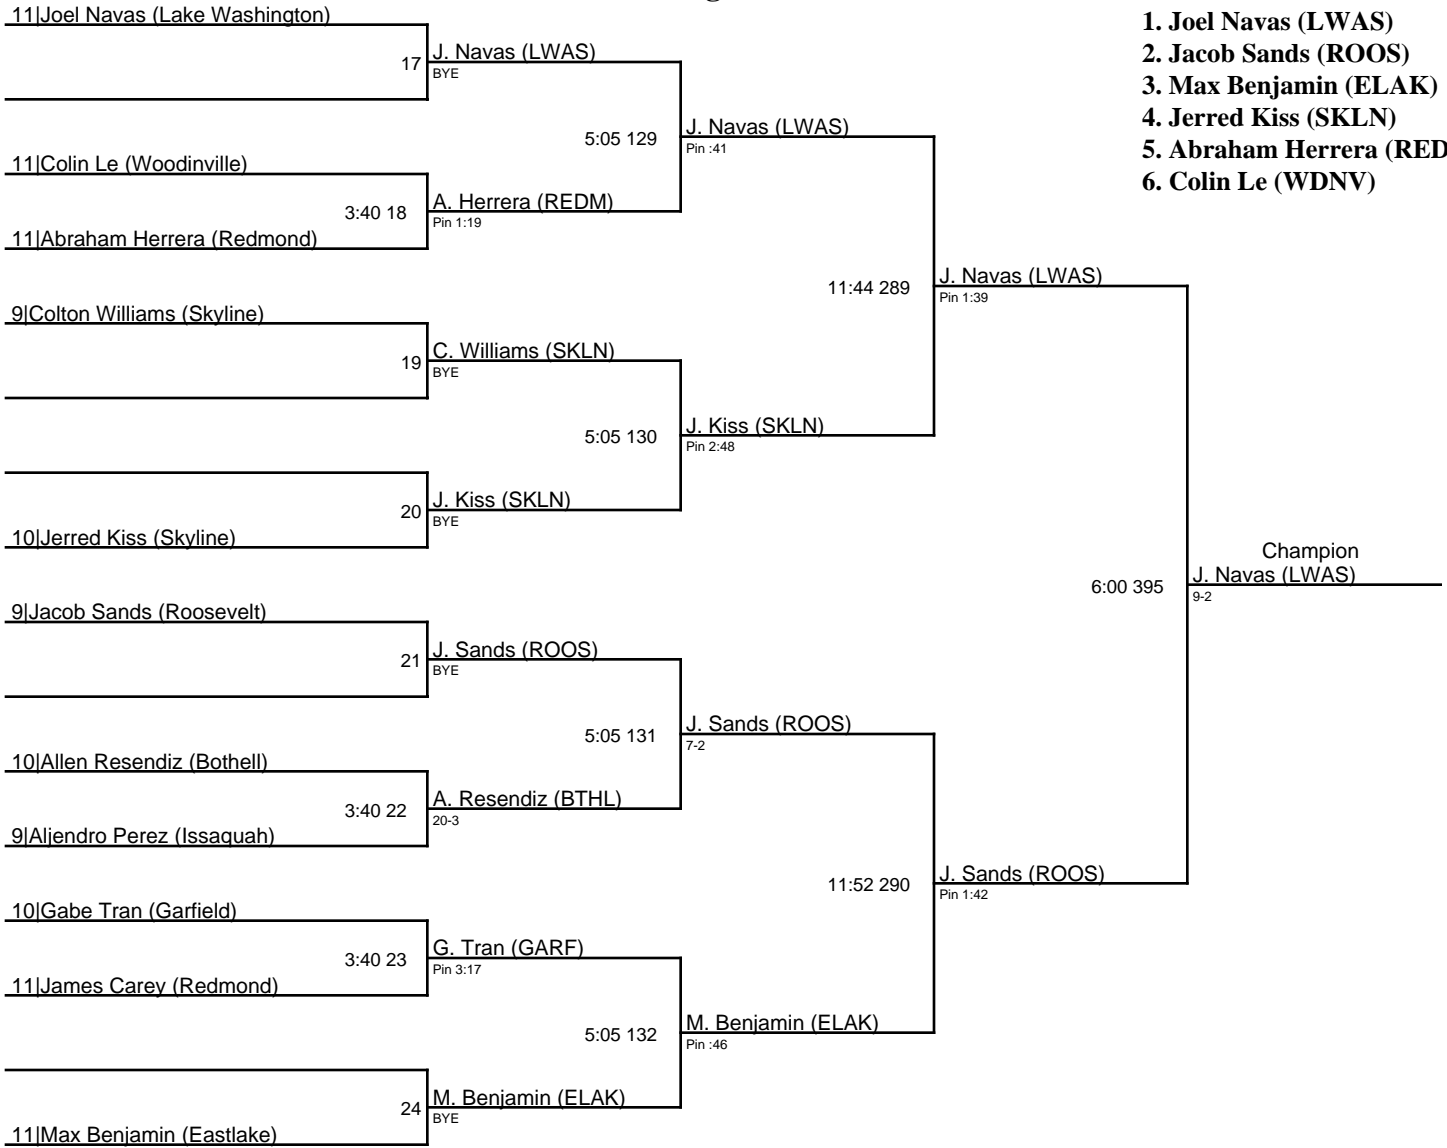 11|Joel Navas (Lake Washington)
17
J. Navas (LWAS)
BYE
5:05 129
J. Navas (LWAS)
Pin :41
11|Colin Le (Woodinville)
3:40 18
A. Herrera (REDM)
Pin 1:19
11|Abraham Herrera (Redmond)
11:44 289
J. Navas (LWAS)
Pin 1:39
9|Colton Williams (Skyline)
19
C. Williams (SKLN)
BYE
5:05 130
J. Kiss (SKLN)
Pin 2:48
20
J. Kiss (SKLN)
BYE
10|Jerred Kiss (Skyline)
6:00 395
Champion
J. Navas (LWAS)
9-2
9|Jacob Sands (Roosevelt)
21
J. Sands (ROOS)
BYE
5:05 131
J. Sands (ROOS)
7-2
10|Allen Resendiz (Bothell)
3:40 22
A. Resendiz (BTHL)
20-3
9|Aljendro Perez (Issaquah)
11:52 290
J. Sands (ROOS)
Pin 1:42
10|Gabe Tran (Garfield)
3:40 23
G. Tran (GARF)
Pin 3:17
11|James Carey (Redmond)
5:05 132
M. Benjamin (ELAK)
Pin :46
24
M. Benjamin (ELAK)
BYE
11|Max Benjamin (Eastlake)
1. Joel Navas (LWAS)
2. Jacob Sands (ROOS)
3. Max Benjamin (ELAK)
4. Jerred Kiss (SKLN)
5. Abraham Herrera (RED
6. Colin Le (WDNV)